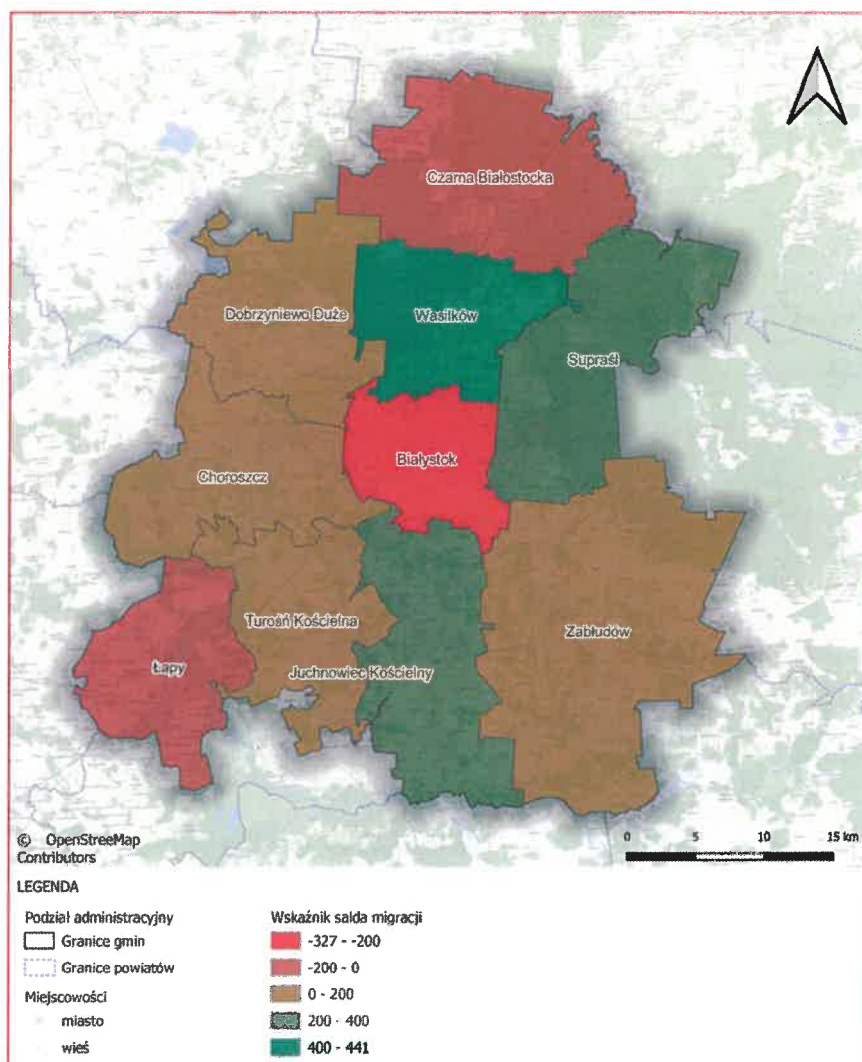 Czarna Białostocka
Dobrzyniewo Duże
Wasilków
Supraśl
Białystok
Choroszcz
Turośń Kościelna
Zabłudów
Łapy
Juchnowiec Kościelny
© OpenStreetMap
Contributors
0 5 10 15 km
LEGENDA
Podział administracyjny
Granice gmin
Granice powiatów
Miejscowości
miasto
wieś
Wskaźnik salda migracji
-327 - -200
-200 - 0
0 - 200
200 - 400
400 - 441